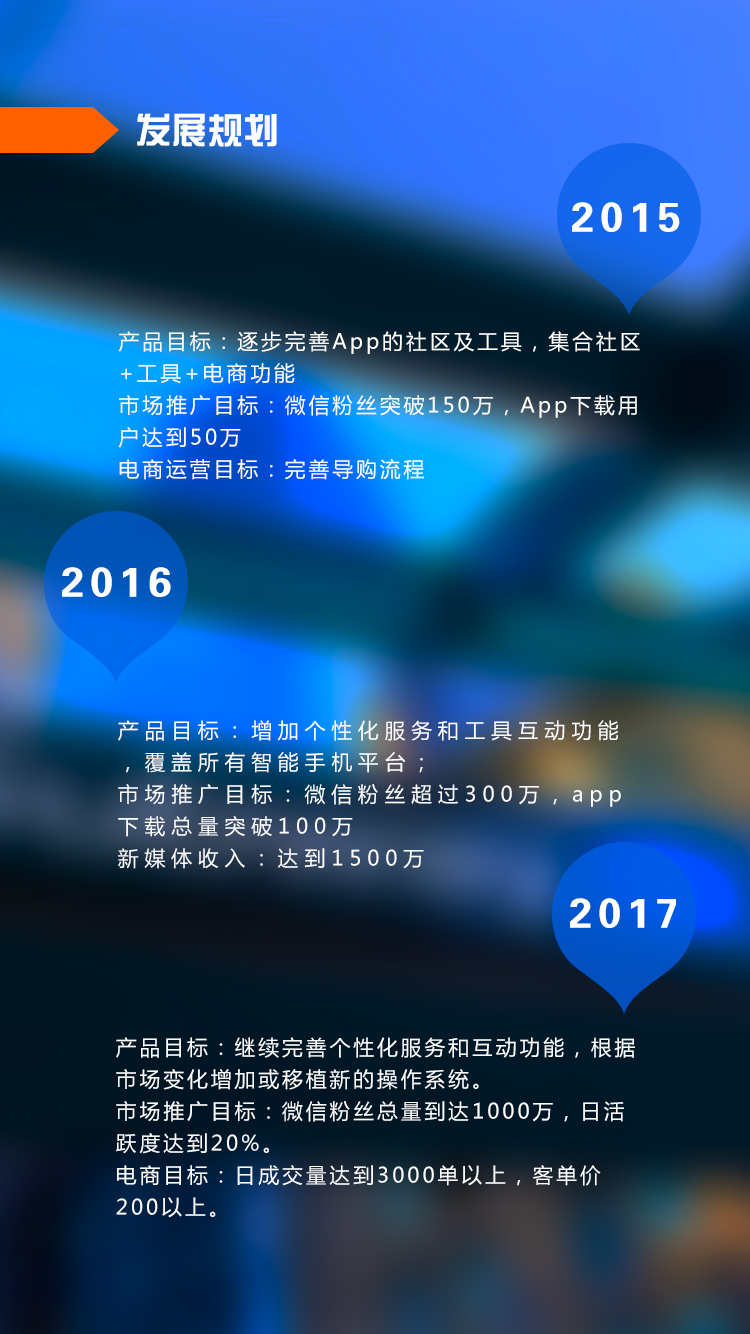 发展规划
2015
产品目标：逐步完善App的社区及工具，集合社区
+工具+电商功能
市场推广目标：微信粉丝突破150万，App下载用
户达到50万
电商运营目标：完善导购流程
2016
产品目标：增加个性化服务和工具互动功能
，覆盖所有智能手机平台；
市场推广目标：微信粉丝超过300万，app
下载总量突破100万
新媒体收入：达到1500万
2017
产品目标：继续完善个性化服务和互动功能，根据
市场变化增加或移植新的操作系统。
市场推广目标：微信粉丝总量到达1000万，日活
跃度达到20%。
电商目标：日成交量达到3000单以上，客单价
200以上。